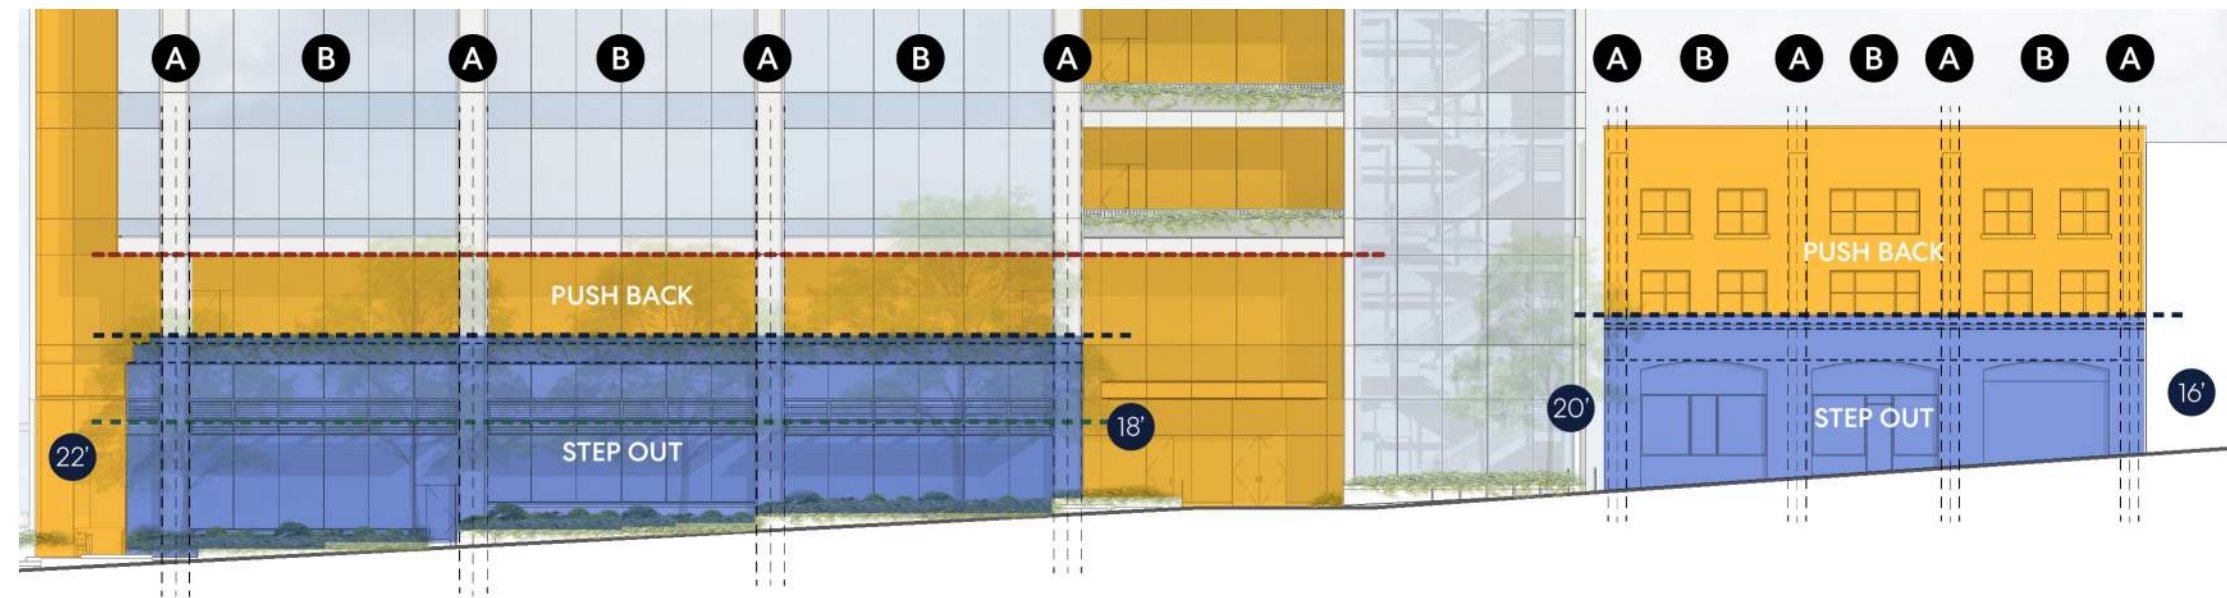 A B A B A B A
A B A B A B A
PUSH BACK
PUSH BACK
STEP OUT
STEP OUT
22'
18'
20'
16'